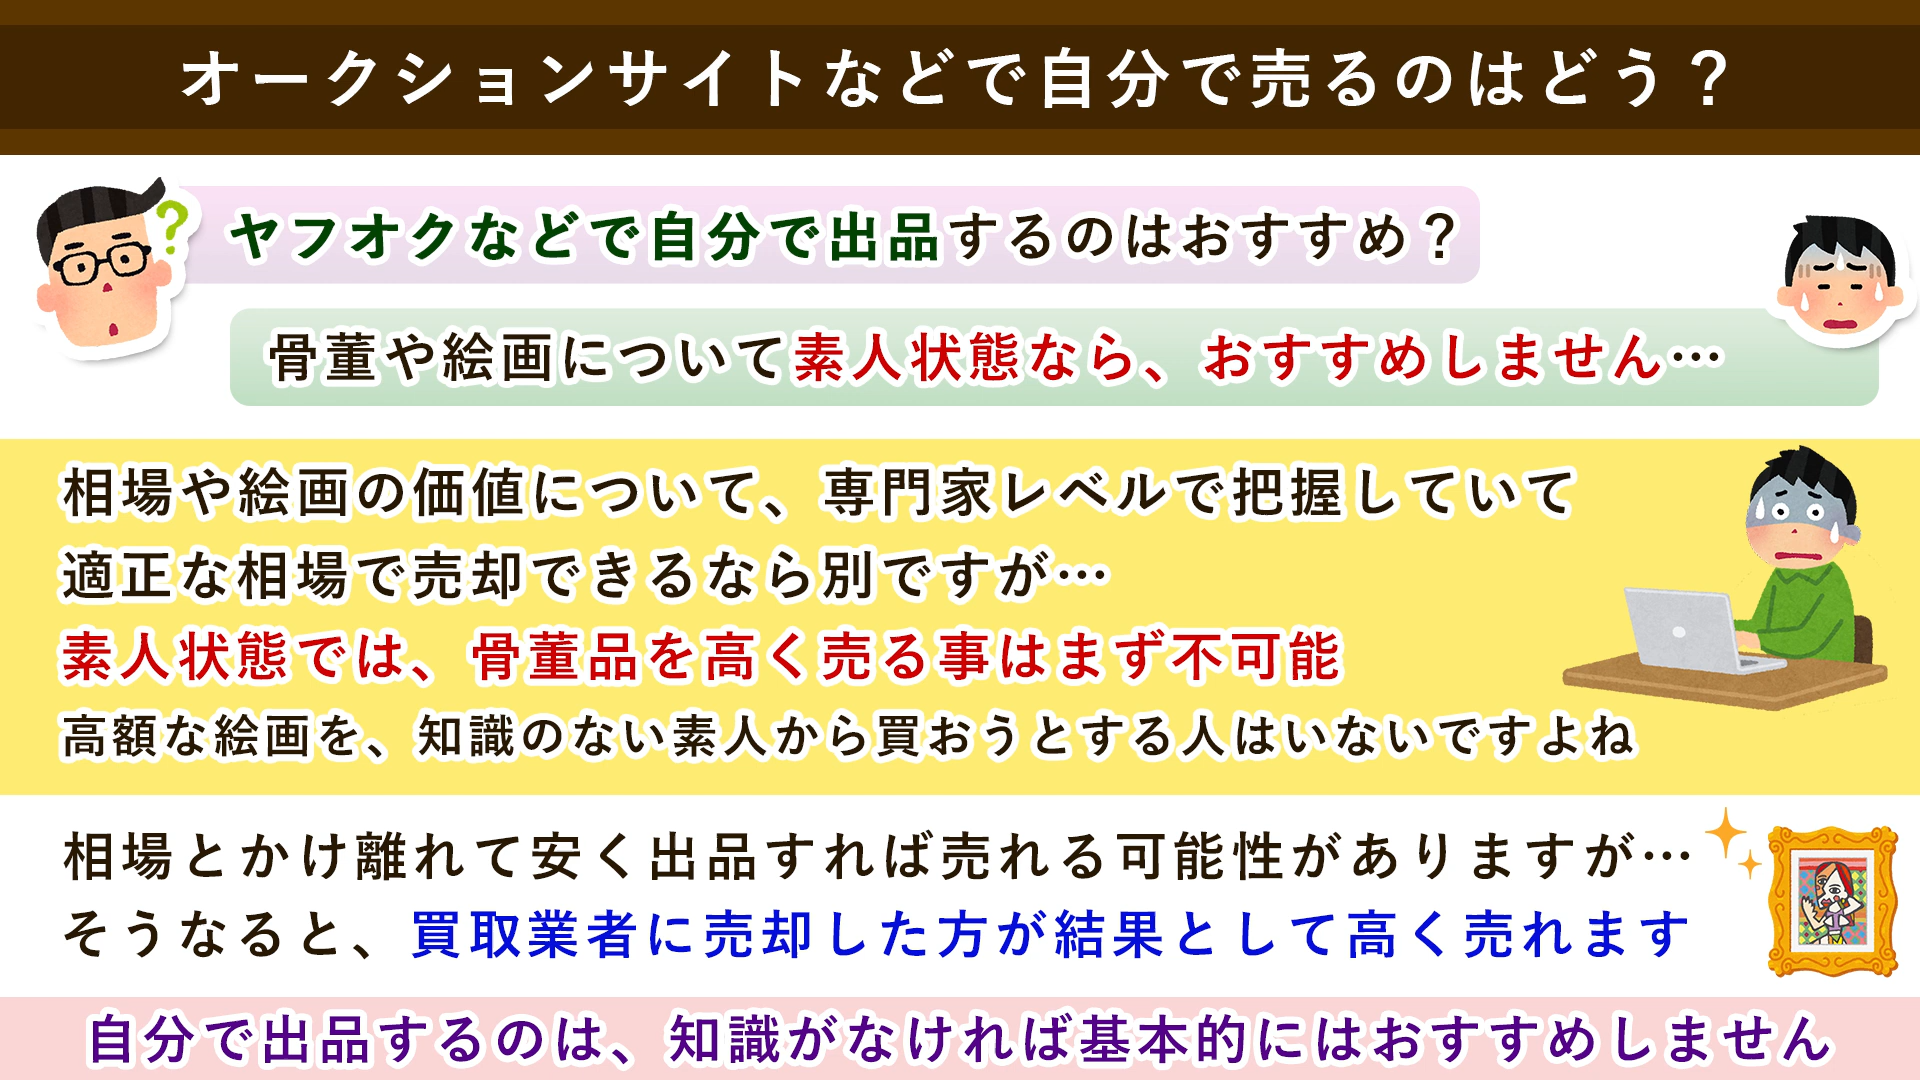 オークションサイトなどで自分で売るのはどう？
?
ヤフオクなどで自分で出品するのはおすすめ？
骨董や絵画について素人状態なら、おすすめしません…
相場や絵画の価値について、専門家レベルで把握していて
適正な相場で売却できるなら別ですが…
素人状態では、骨董品を高く売る事はまず不可能
高額な絵画を、知識のない素人から買おうとする人はいないですよね
相場とかけ離れて安く出品すれば売れる可能性がありますが…
そうなると、買取業者に売却した方が結果として高く売れます
自分で出品するのは、知識がなければ基本的にはおすすめしません